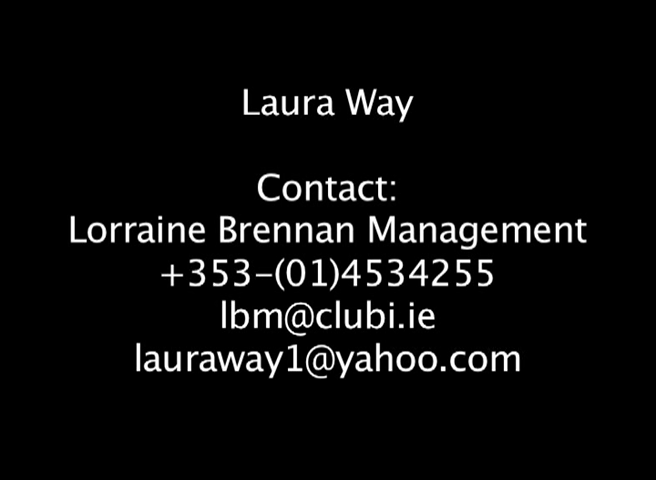 Laura Way
Contact:
Lorraine Brennan Management
+353-(01)4534255
lbm@clubi.ie
lauraway1@yahoo.com